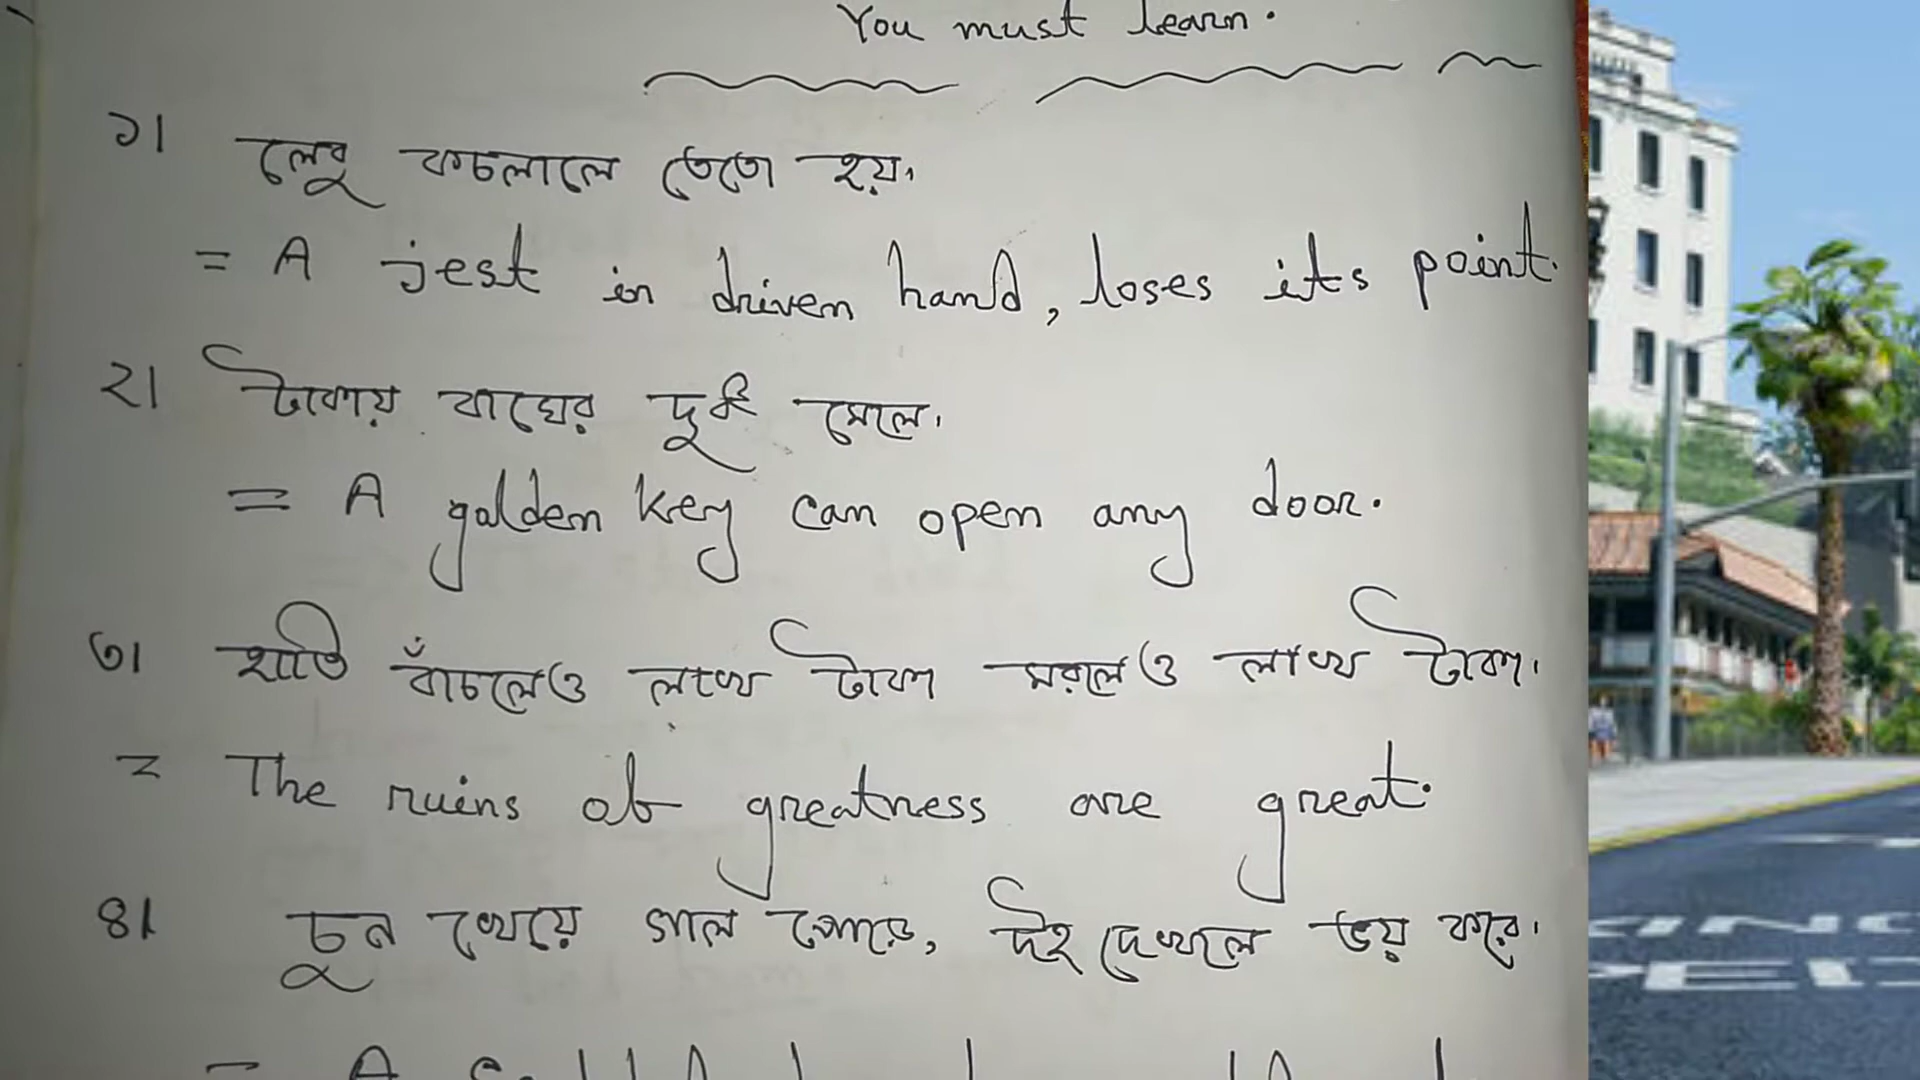 You must learn.
১। লেবু কচলালে তেতো হয়।
= A jest in driven hand, loses its point.
২। টাকায় বাঘের দুধ মেলে।
= A golden key can open any door.
৩। হাতি বাঁচলেও লাখ টাকা মরলেও লাখ টাকা।
= The ruins of greatness are great.
৪। চুন খেয়ে গাল পোড়ে, দই দেখলে ভয় করে।
= A